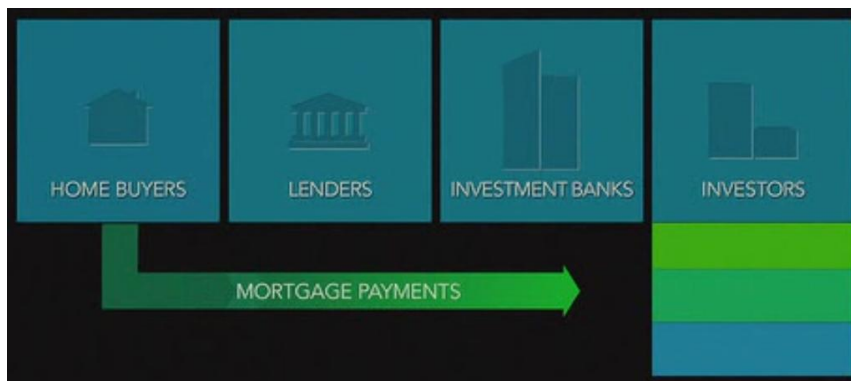 HOME BUYERS
LENDERS
INVESTMENT BANKS
INVESTORS
MORTGAGE PAYMENTS